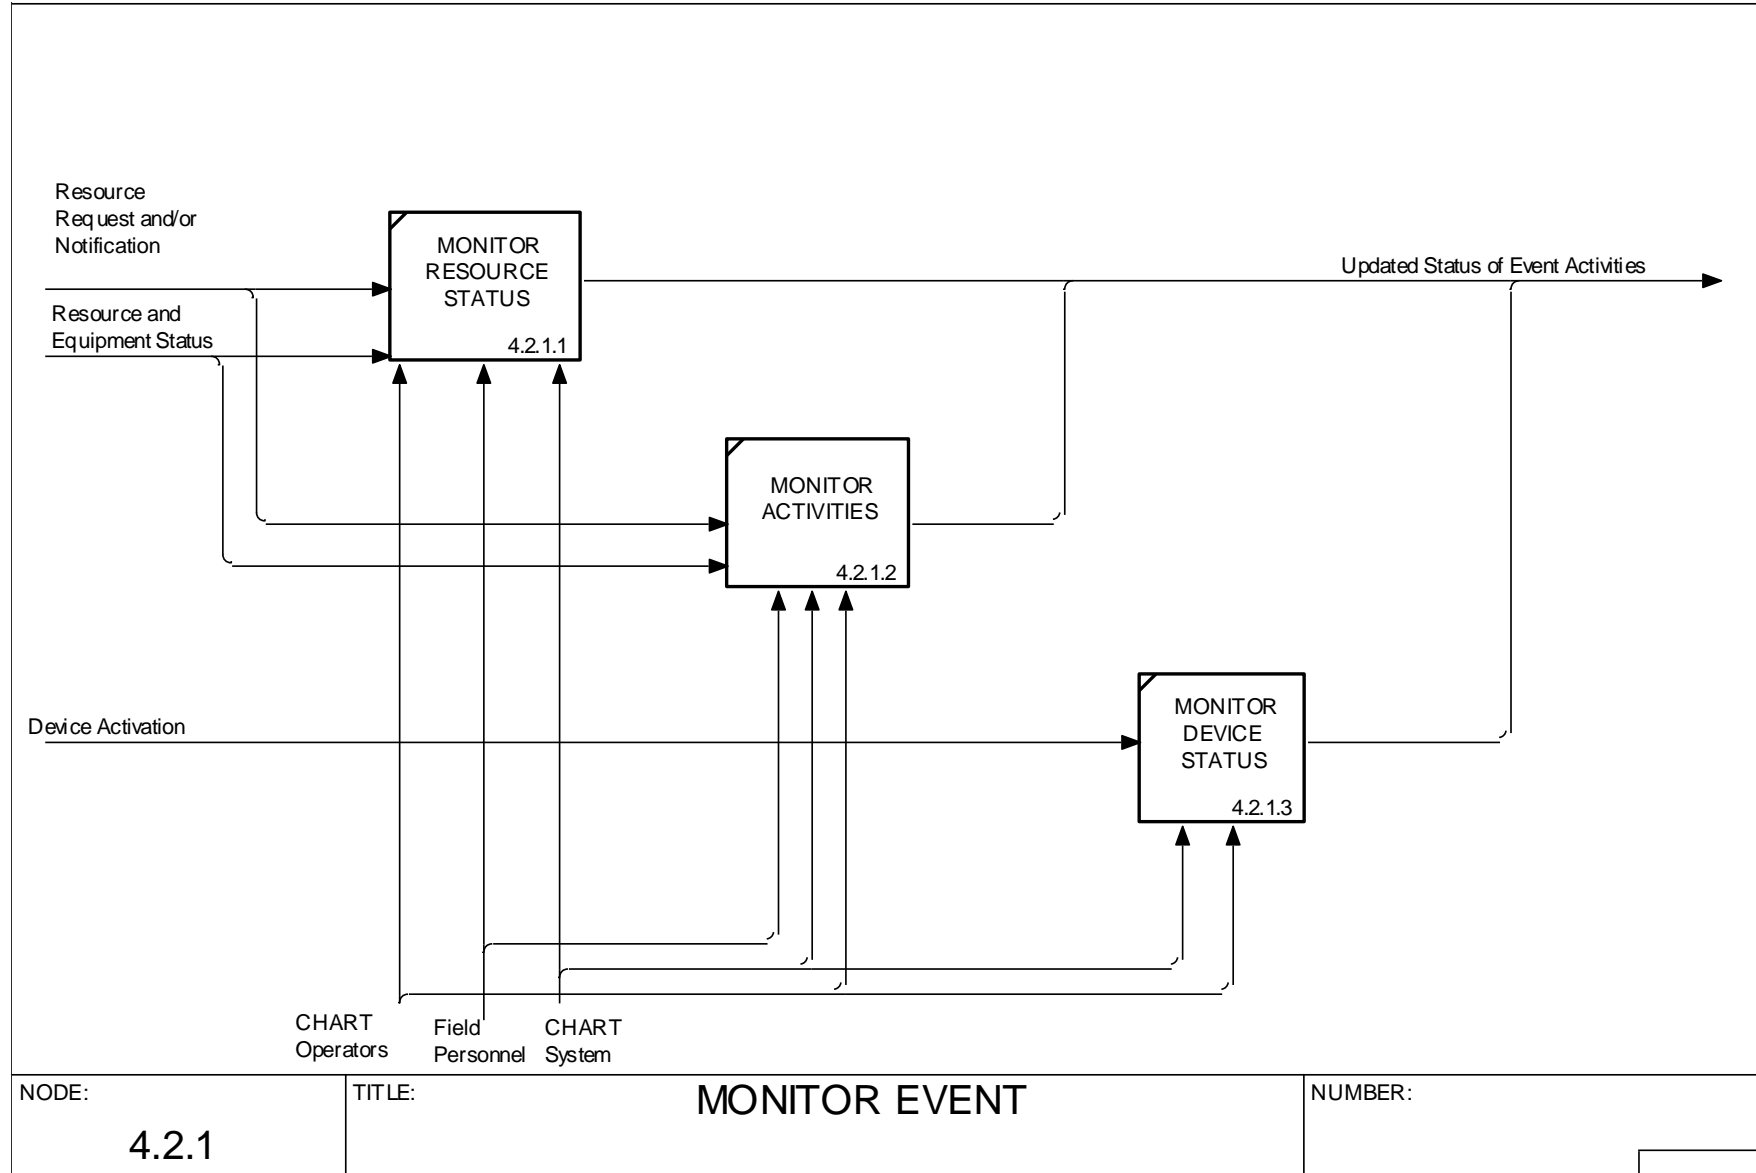 Resource
Request and/or
Notification
MONITOR
RESOURCE
STATUS
4.2.1.1
Updated Status of Event Activities
Resource and
Equipment Status
MONITOR
ACTIVITIES
4.2.1.2
Device Activation
MONITOR
DEVICE
STATUS
4.2.1.3
CHART
Operators
Field
Personnel
CHART
System
NODE:
4.2.1
TITLE:
MONITOR EVENT
NUMBER: